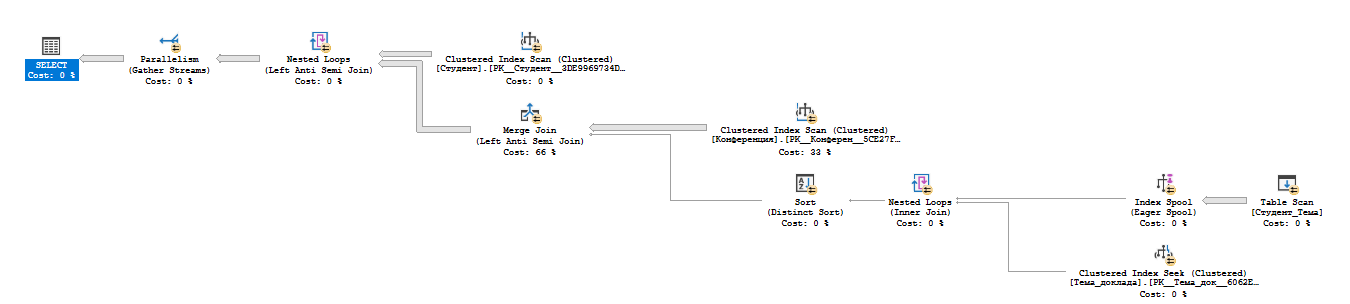 SELECT
Cost: 0 %
Parallelism
(Gather Streams)
Cost: 0 %
Nested Loops
(Left Anti Semi Join)
Cost: 0 %
Clustered Index Scan (Clustered)
[Студент].[PK__Студент__3DE9969734D…
Cost: 0 %
Merge Join
(Left Anti Semi Join)
Cost: 66 %
Clustered Index Scan (Clustered)
[Конференция].[PK__Конферен__5CE27F…
Cost: 33 %
Sort
(Distinct Sort)
Cost: 0 %
Nested Loops
(Inner Join)
Cost: 0 %
Index Spool
(Eager Spool)
Cost: 0 %
Table Scan
[Студент_Тема]
Cost: 0 %
Clustered Index Seek (Clustered)
[Тема_доклада].[PK__Тема_док__6062E…
Cost: 0 %